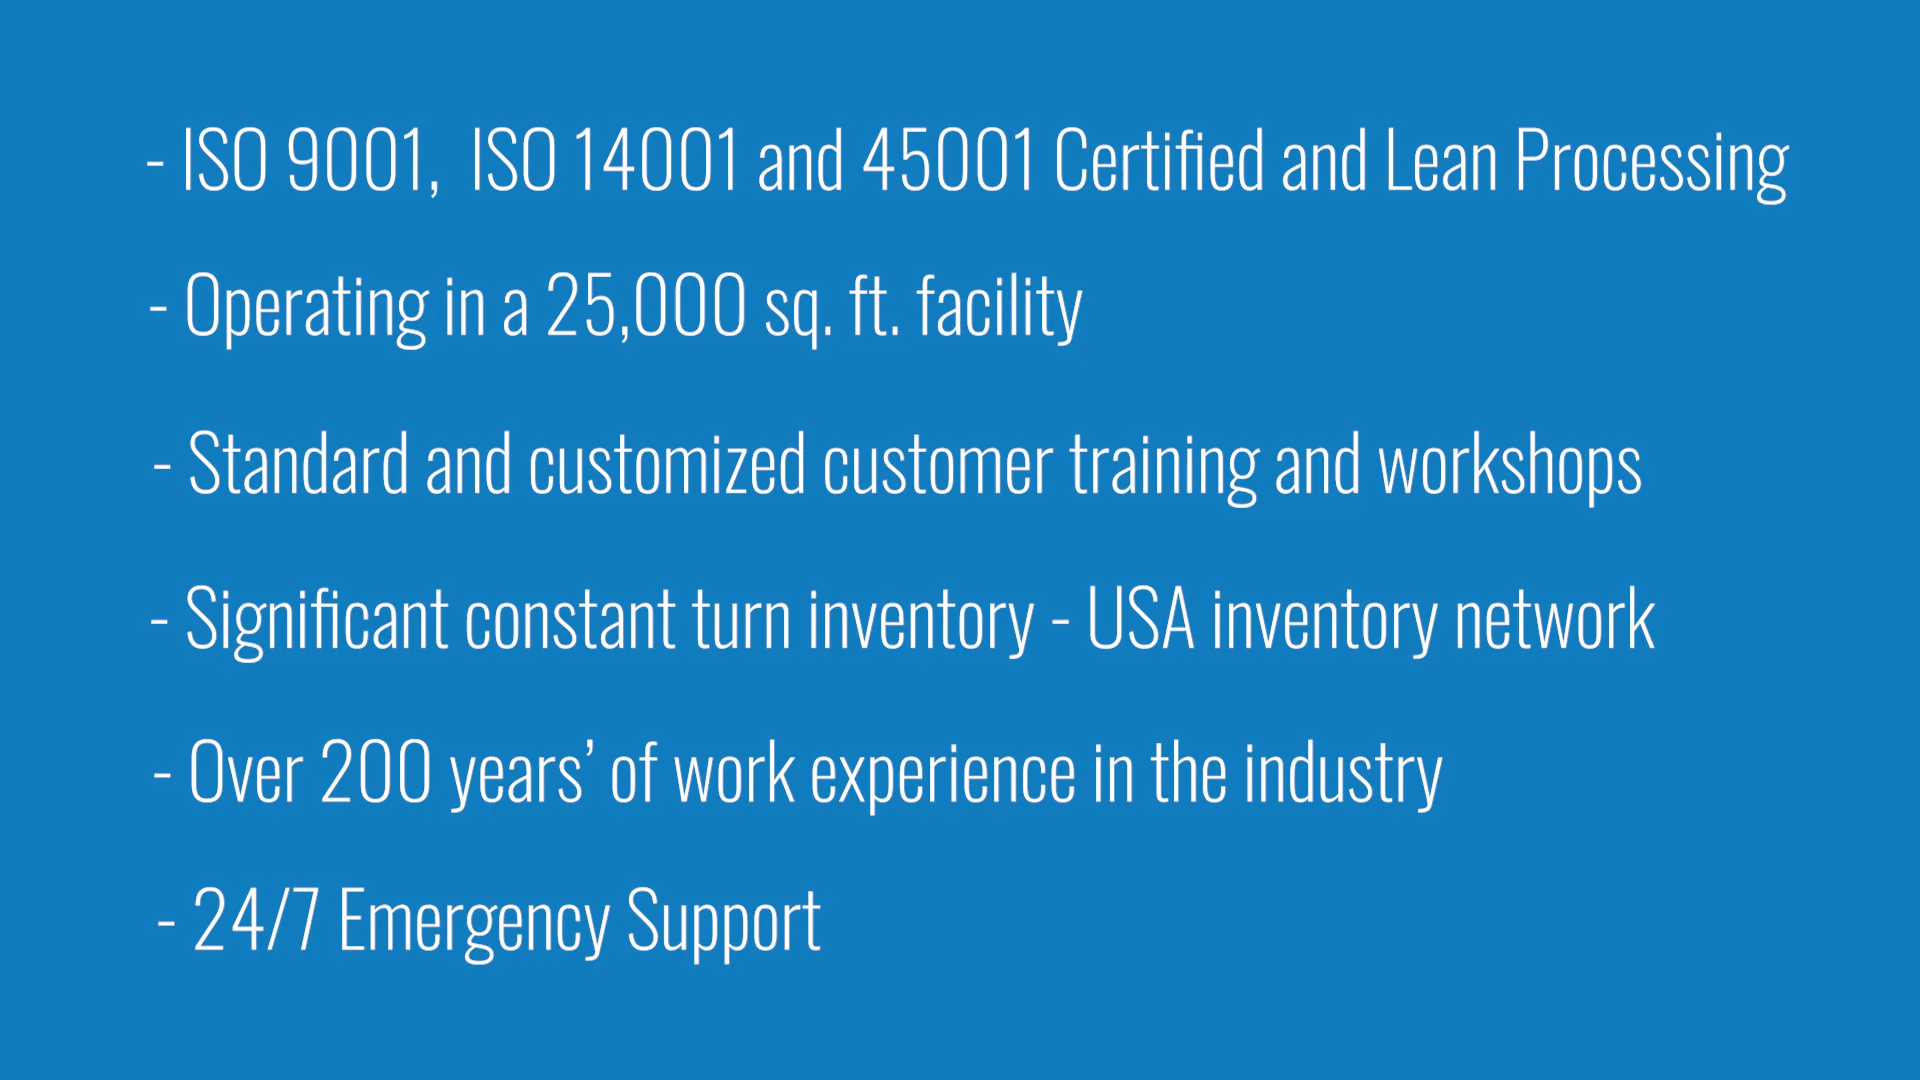 - ISO 9001,  ISO 14001 and 45001 Certified and Lean Processing
- Operating in a 25,000 sq. ft. facility
- Standard and customized customer training and workshops
- Significant constant turn inventory - USA inventory network
- Over 200 years’ of work experience in the industry
- 24/7 Emergency Support